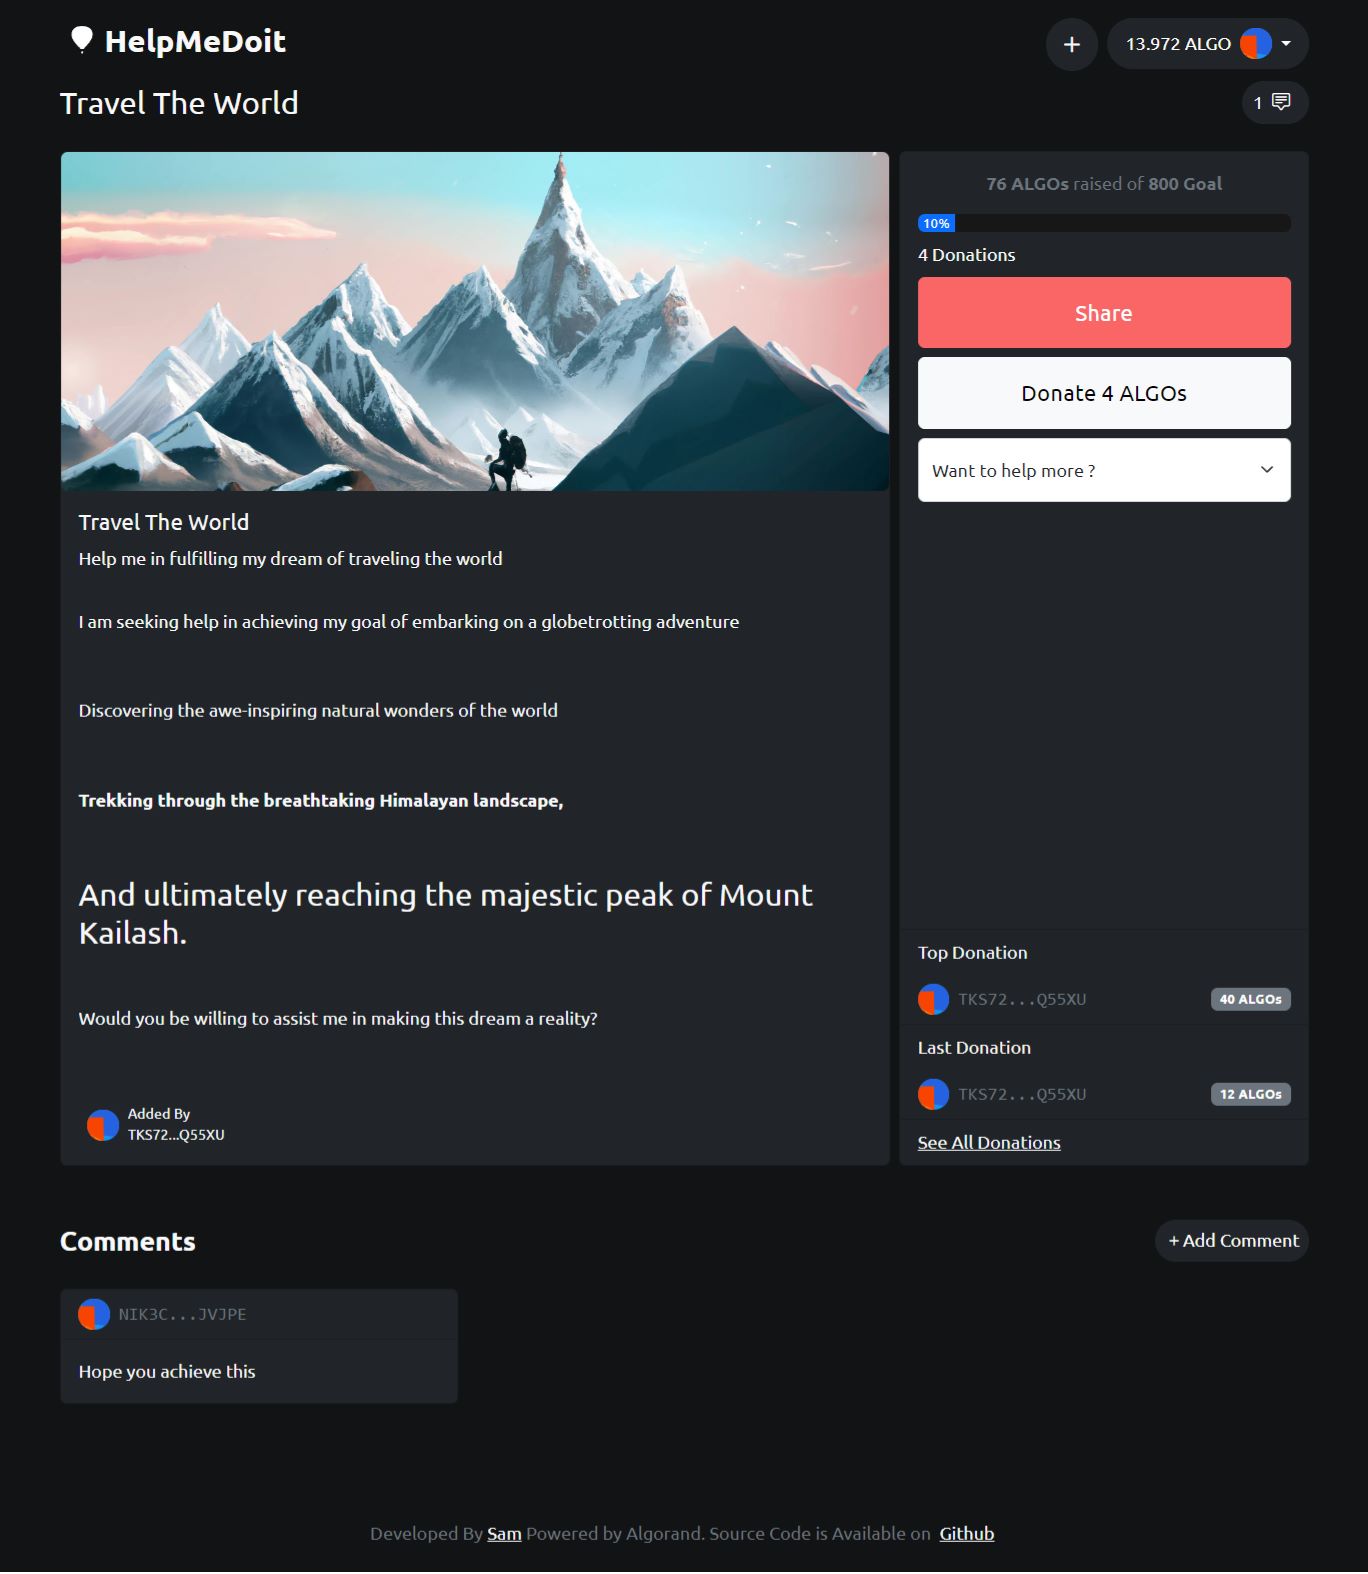 HelpMeDoit
+
13.972 ALGO
Travel The World
1
76 ALGOs raised of 800 Goal
10%
4 Donations
Share
Donate 4 ALGOs
Want to help more ?
Travel The World
Help me in fulfilling my dream of traveling the world
I am seeking help in achieving my goal of embarking on a globetrotting adventure
Discovering the awe-inspiring natural wonders of the world
Trekking through the breathtaking Himalayan landscape,
And ultimately reaching the majestic peak of Mount
Kailash.
Would you be willing to assist me in making this dream a reality?
Added By
TKS72...Q55XU
Top Donation
TKS72...Q55XU
40 ALGOs
Last Donation
TKS72...Q55XU
12 ALGOs
See All Donations
Comments
+ Add Comment
NIK3C...JVJPE
Hope you achieve this
Developed By Sam Powered by Algorand. Source Code is Available on Github